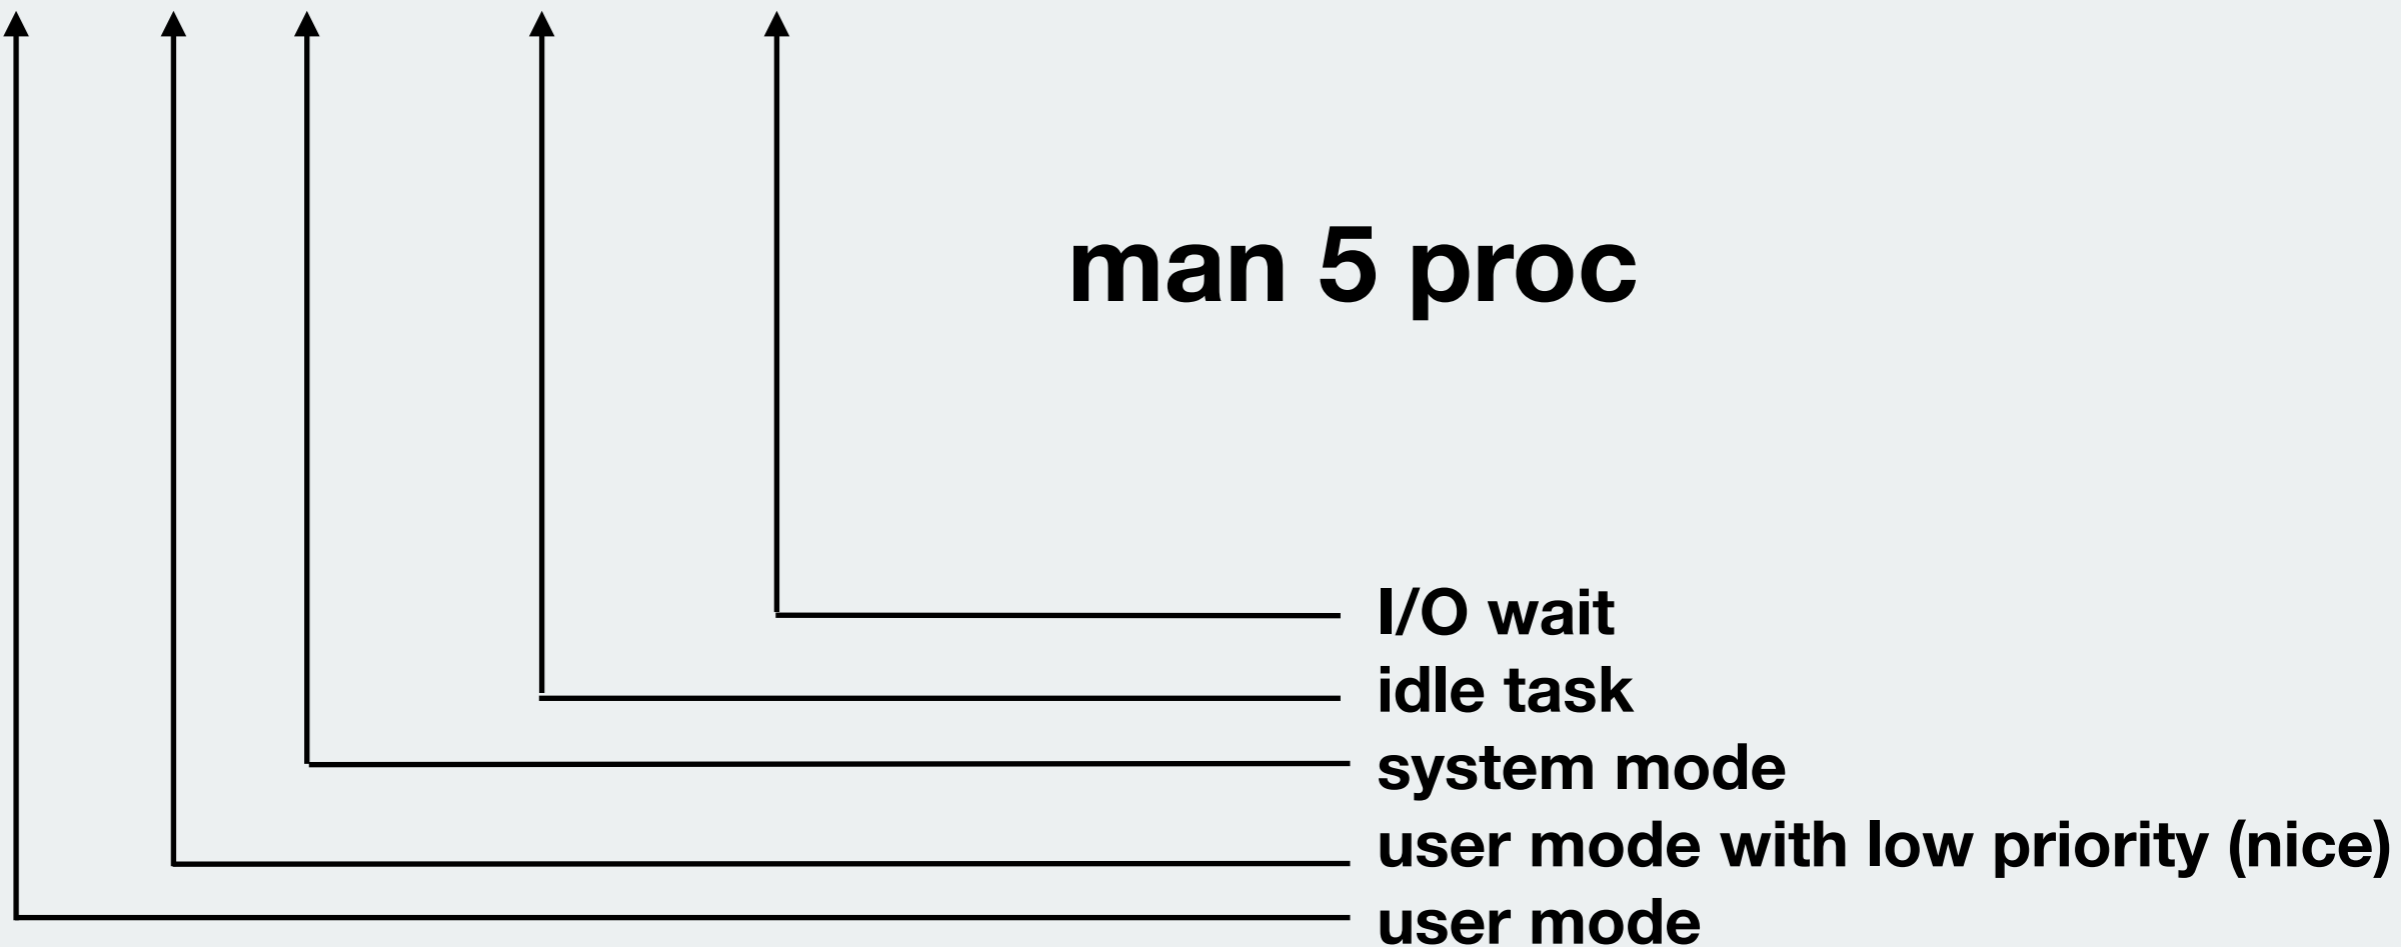 man 5 proc
I/O wait
idle task
system mode
user mode with low priority (nice)
user mode